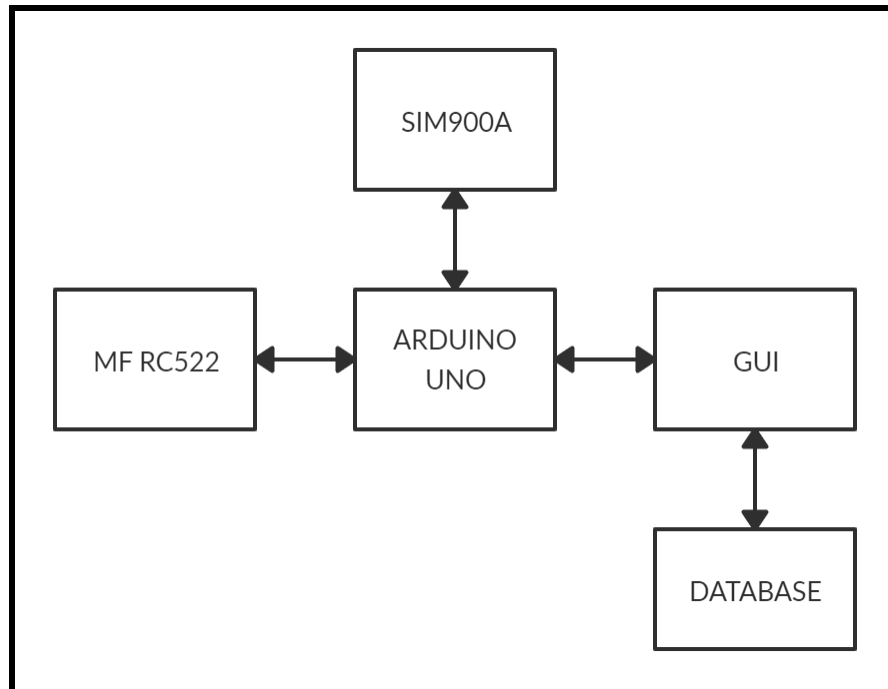 SIM900A
MF RC522
ARDUINO
UNO
GUI
DATABASE